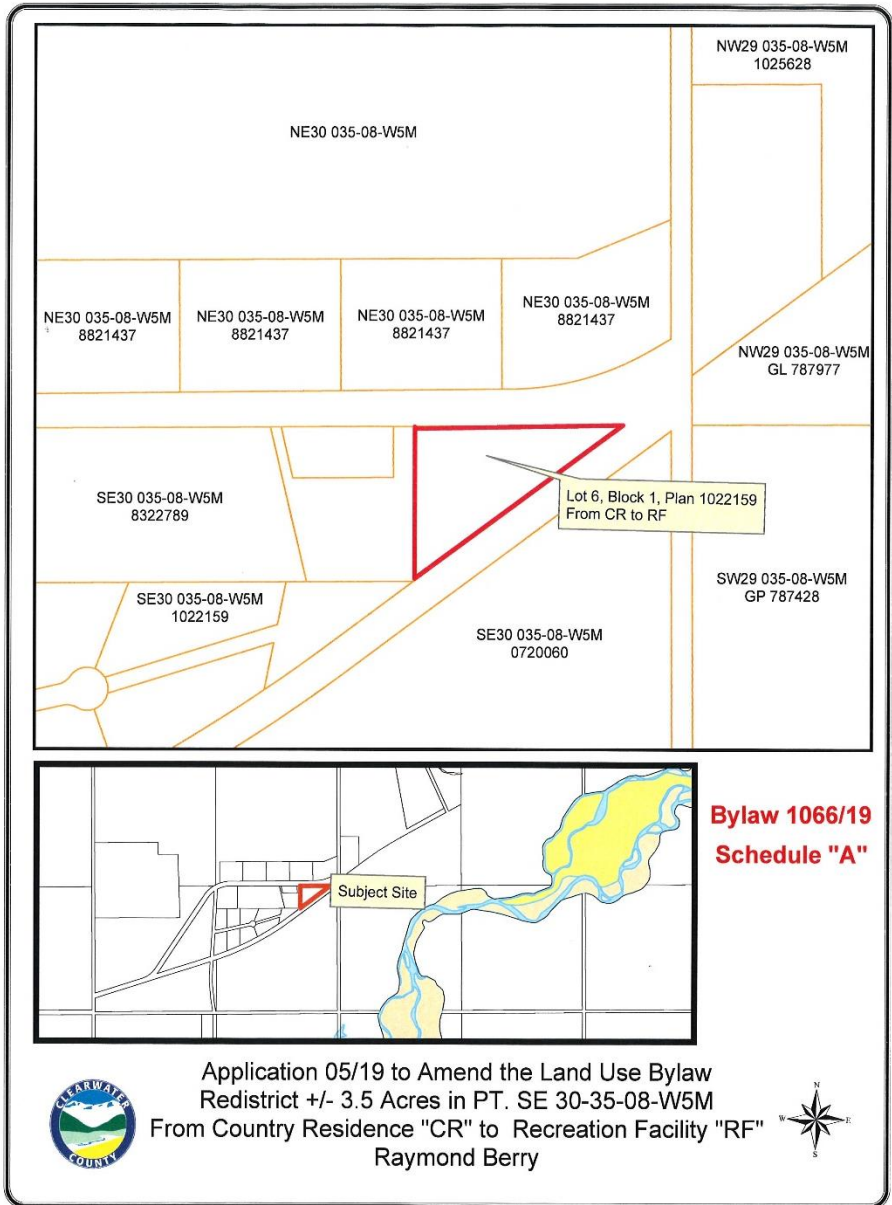 NW29 035-08-W5M
1025628
NE30 035-08-W5M
NE30 035-08-W5M
8821437
NE30 035-08-W5M
8821437
NE30 035-08-W5M
8821437
NE30 035-08-W5M
8821437
NW29 035-08-W5M
GL 787977
SE30 035-08-W5M
8322789
Lot 6, Block 1, Plan 1022159
From CR to RF
SE30 035-08-W5M
1022159
SE30 035-08-W5M
0720060
SW29 035-08-W5M
GP 787428
Subject Site
Bylaw 1066/19
Schedule "A"
CLEARWATER
COUNTY
Application 05/19 to Amend the Land Use Bylaw
Redistrict +/- 3.5 Acres in PT. SE 30-35-08-W5M
From Country Residence "CR" to Recreation Facility "RF"
Raymond Berry
N
W
E
S